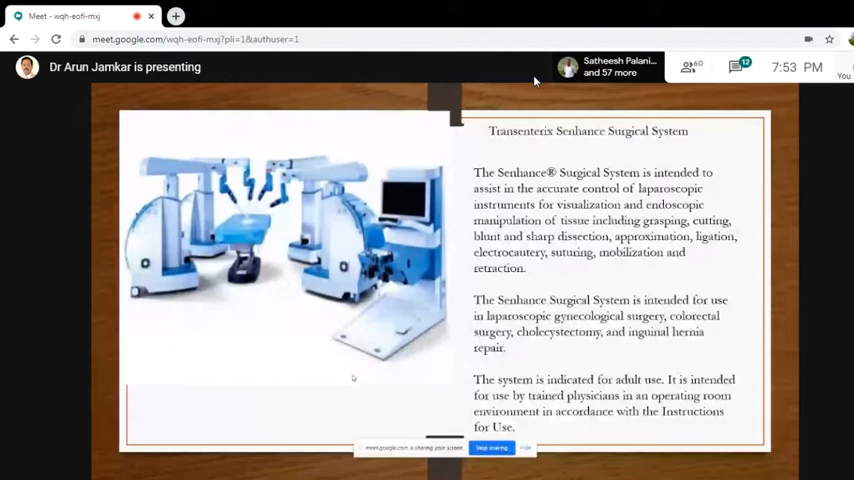 Meet - wqh-eofi-mxj
meet.google.com/wqh-eofi-mxj?pli=1&authuser=1
Dr Arun Jamkar is presenting
Satheesh Palani...
and 57 more
60
12
7:53 PM
You
Transenterix Senhance Surgical System
The Senhance® Surgical System is intended to
assist in the accurate control of laparoscopic
instruments for visualization and endoscopic
manipulation of tissue including grasping, cutting,
blunt and sharp dissection, approximation, ligation,
electrocautery, suturing, mobilization and
retraction.
The Senhance Surgical System is intended for use
in laparoscopic gynecological surgery, colorectal
surgery, cholecystectomy, and inguinal hernia
repair.
The system is indicated for adult use. It is intended
for use by trained physicians in an operating room
environment in accordance with the Instructions
for Use.
meet.google.com is sharing your screen.
Stop sharing
Hide